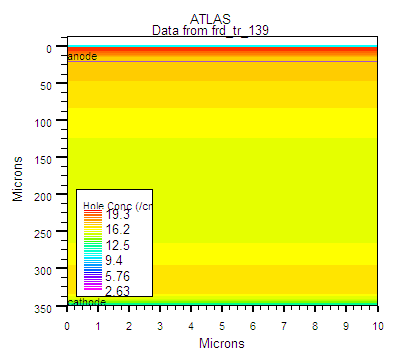 ATLAS
Data from frd_tr_139
0
anode
50
100
150
200
250
300
350
Microns
Hole Conc (/cm
19.3
16.2
12.5
9.4
5.76
2.63
cathode
0 1 2 3 4 5 6 7 8 9 10
Microns